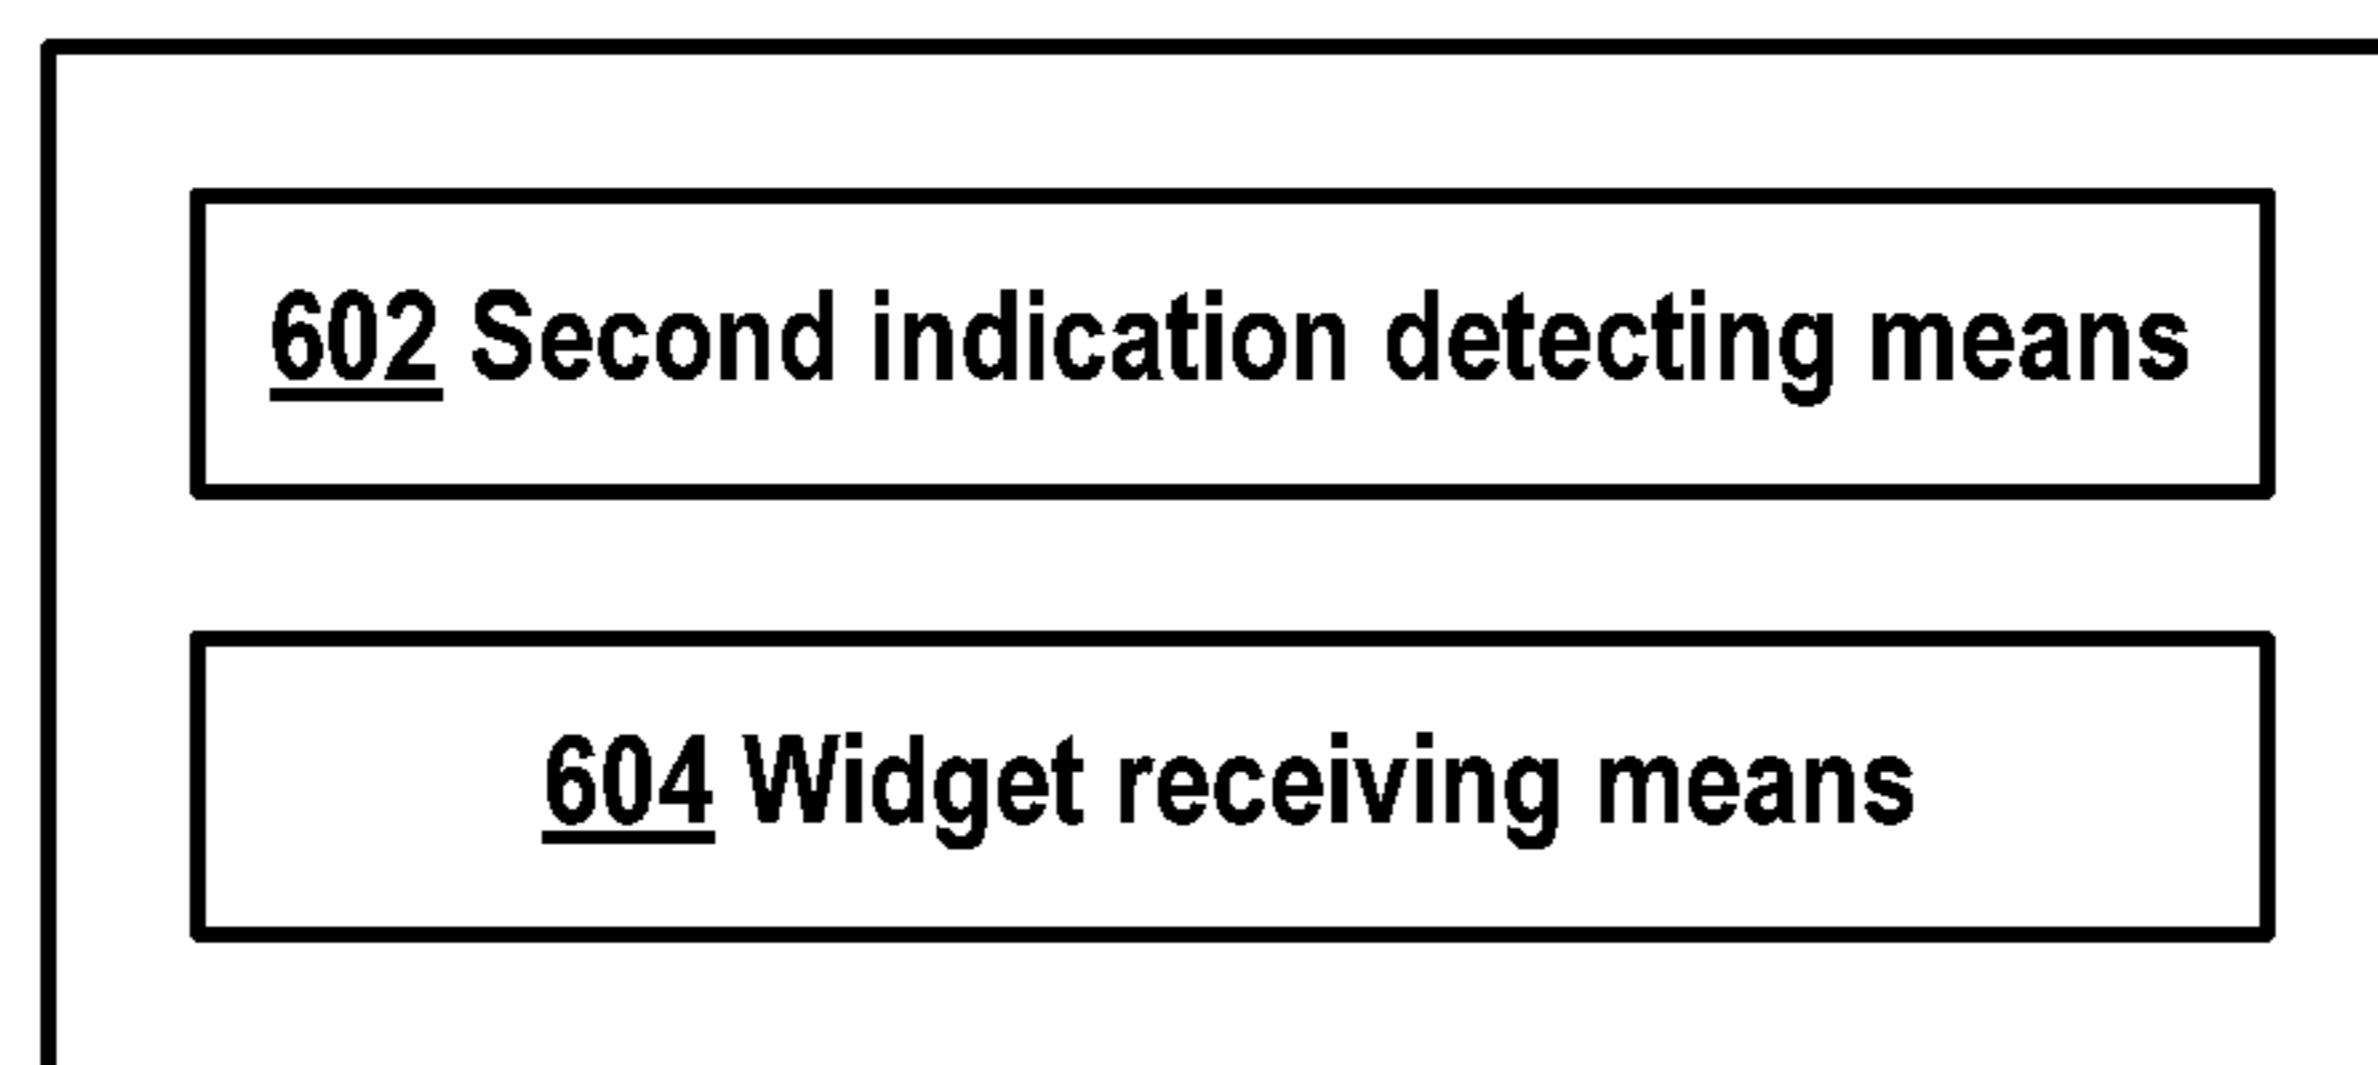 602 Second indication detecting means
604 Widget receiving means